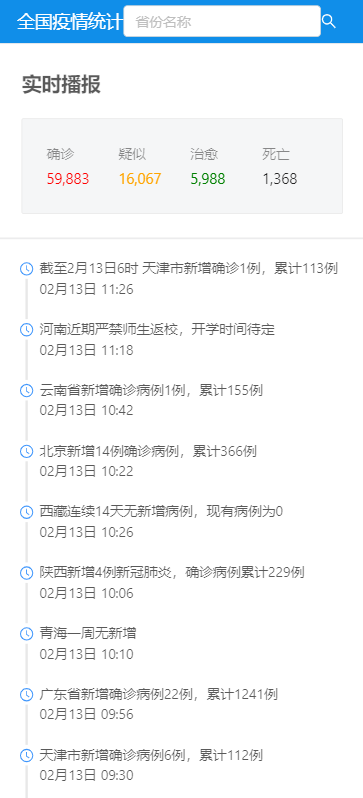 全国疫情统计 省份名称
实时播报
确诊 疑似 治愈 死亡
59,883 16,067 5,988 1,368
截至2月13日6时 天津市新增确诊1例，累计113例
02月13日 11:26
河南近期严禁师生返校，开学时间待定
02月13日 11:18
云南省新增确诊病例1例，累计155例
02月13日 10:42
北京新增14例确诊病例，累计366例
02月13日 10:22
西藏连续14天无新增病例，现有病例为0
02月13日 10:26
陕西新增4例新冠肺炎，确诊病例累计229例
02月13日 10:06
青海一周无新增
02月13日 10:10
广东省新增确诊病例22例，累计1241例
02月13日 09:56
天津市新增确诊病例6例，累计112例
02月13日 09:30